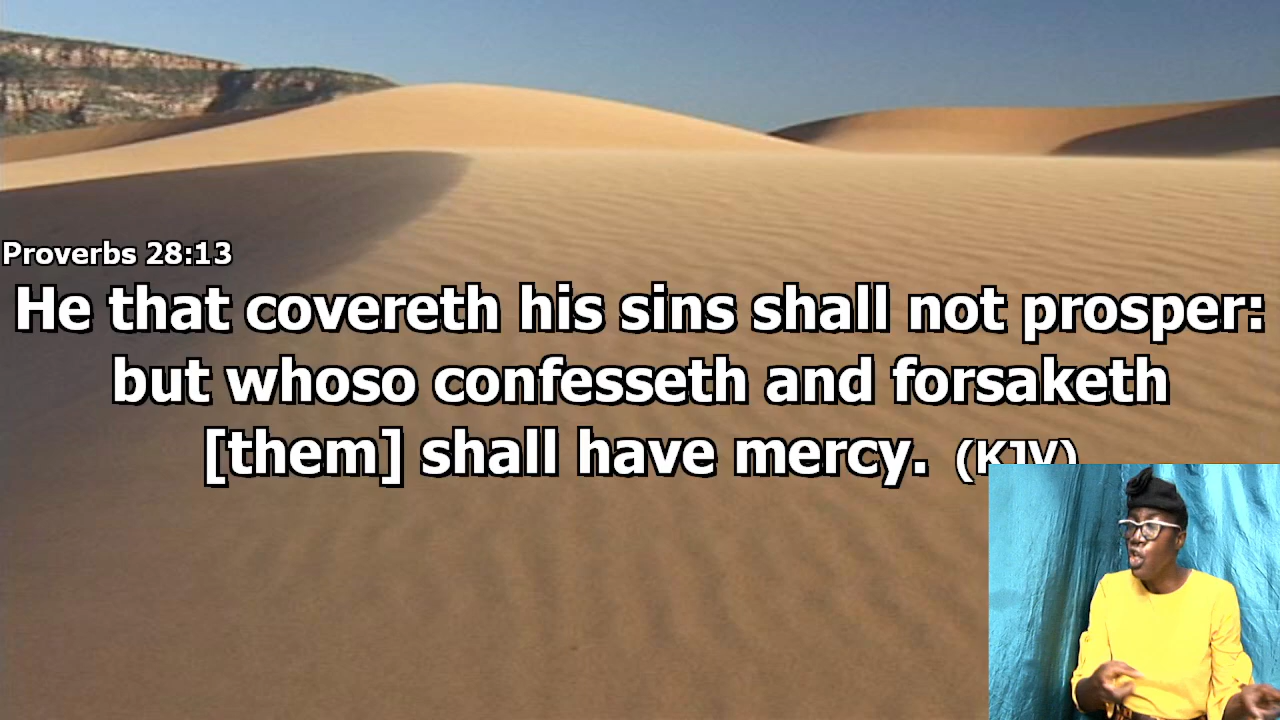 Proverbs 28:13
He that covereth his sins shall not prosper:
but whoso confesseth and forsaketh
[them] shall have mercy. (KJV)